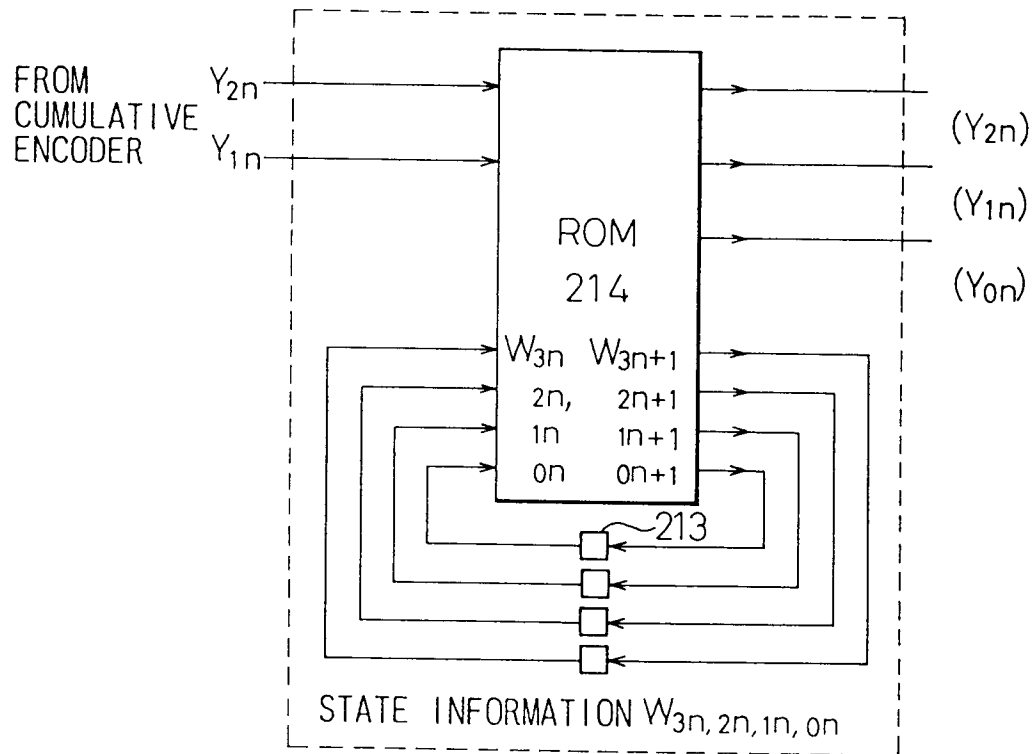 FROM
CUMULATIVE
ENCODER
Y2n
Y1n
(Y2n)
(Y1n)
(Y0n)
ROM
214
W3n W3n+1
2n, 2n+1
1n 1n+1
0n 0n+1
213
STATE INFORMATION W3n, 2n, 1n, 0n